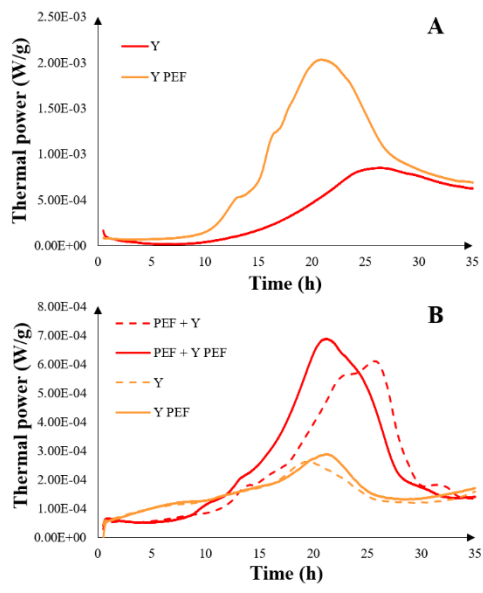 A
Thermal power (W/g)
2.50E-03
2.00E-03
1.50E-03
1.00E-03
5.00E-04
0.00E+00
Y
Y PEF
0 5 10 15 20 25 30 35
Time (h)
B
Thermal power (W/g)
8.00E-04
7.00E-04
6.00E-04
5.00E-04
4.00E-04
3.00E-04
2.00E-04
1.00E-04
0.00E+00
PEF + Y
PEF + Y PEF
Y
Y PEF
0 5 10 15 20 25 30 35
Time (h)